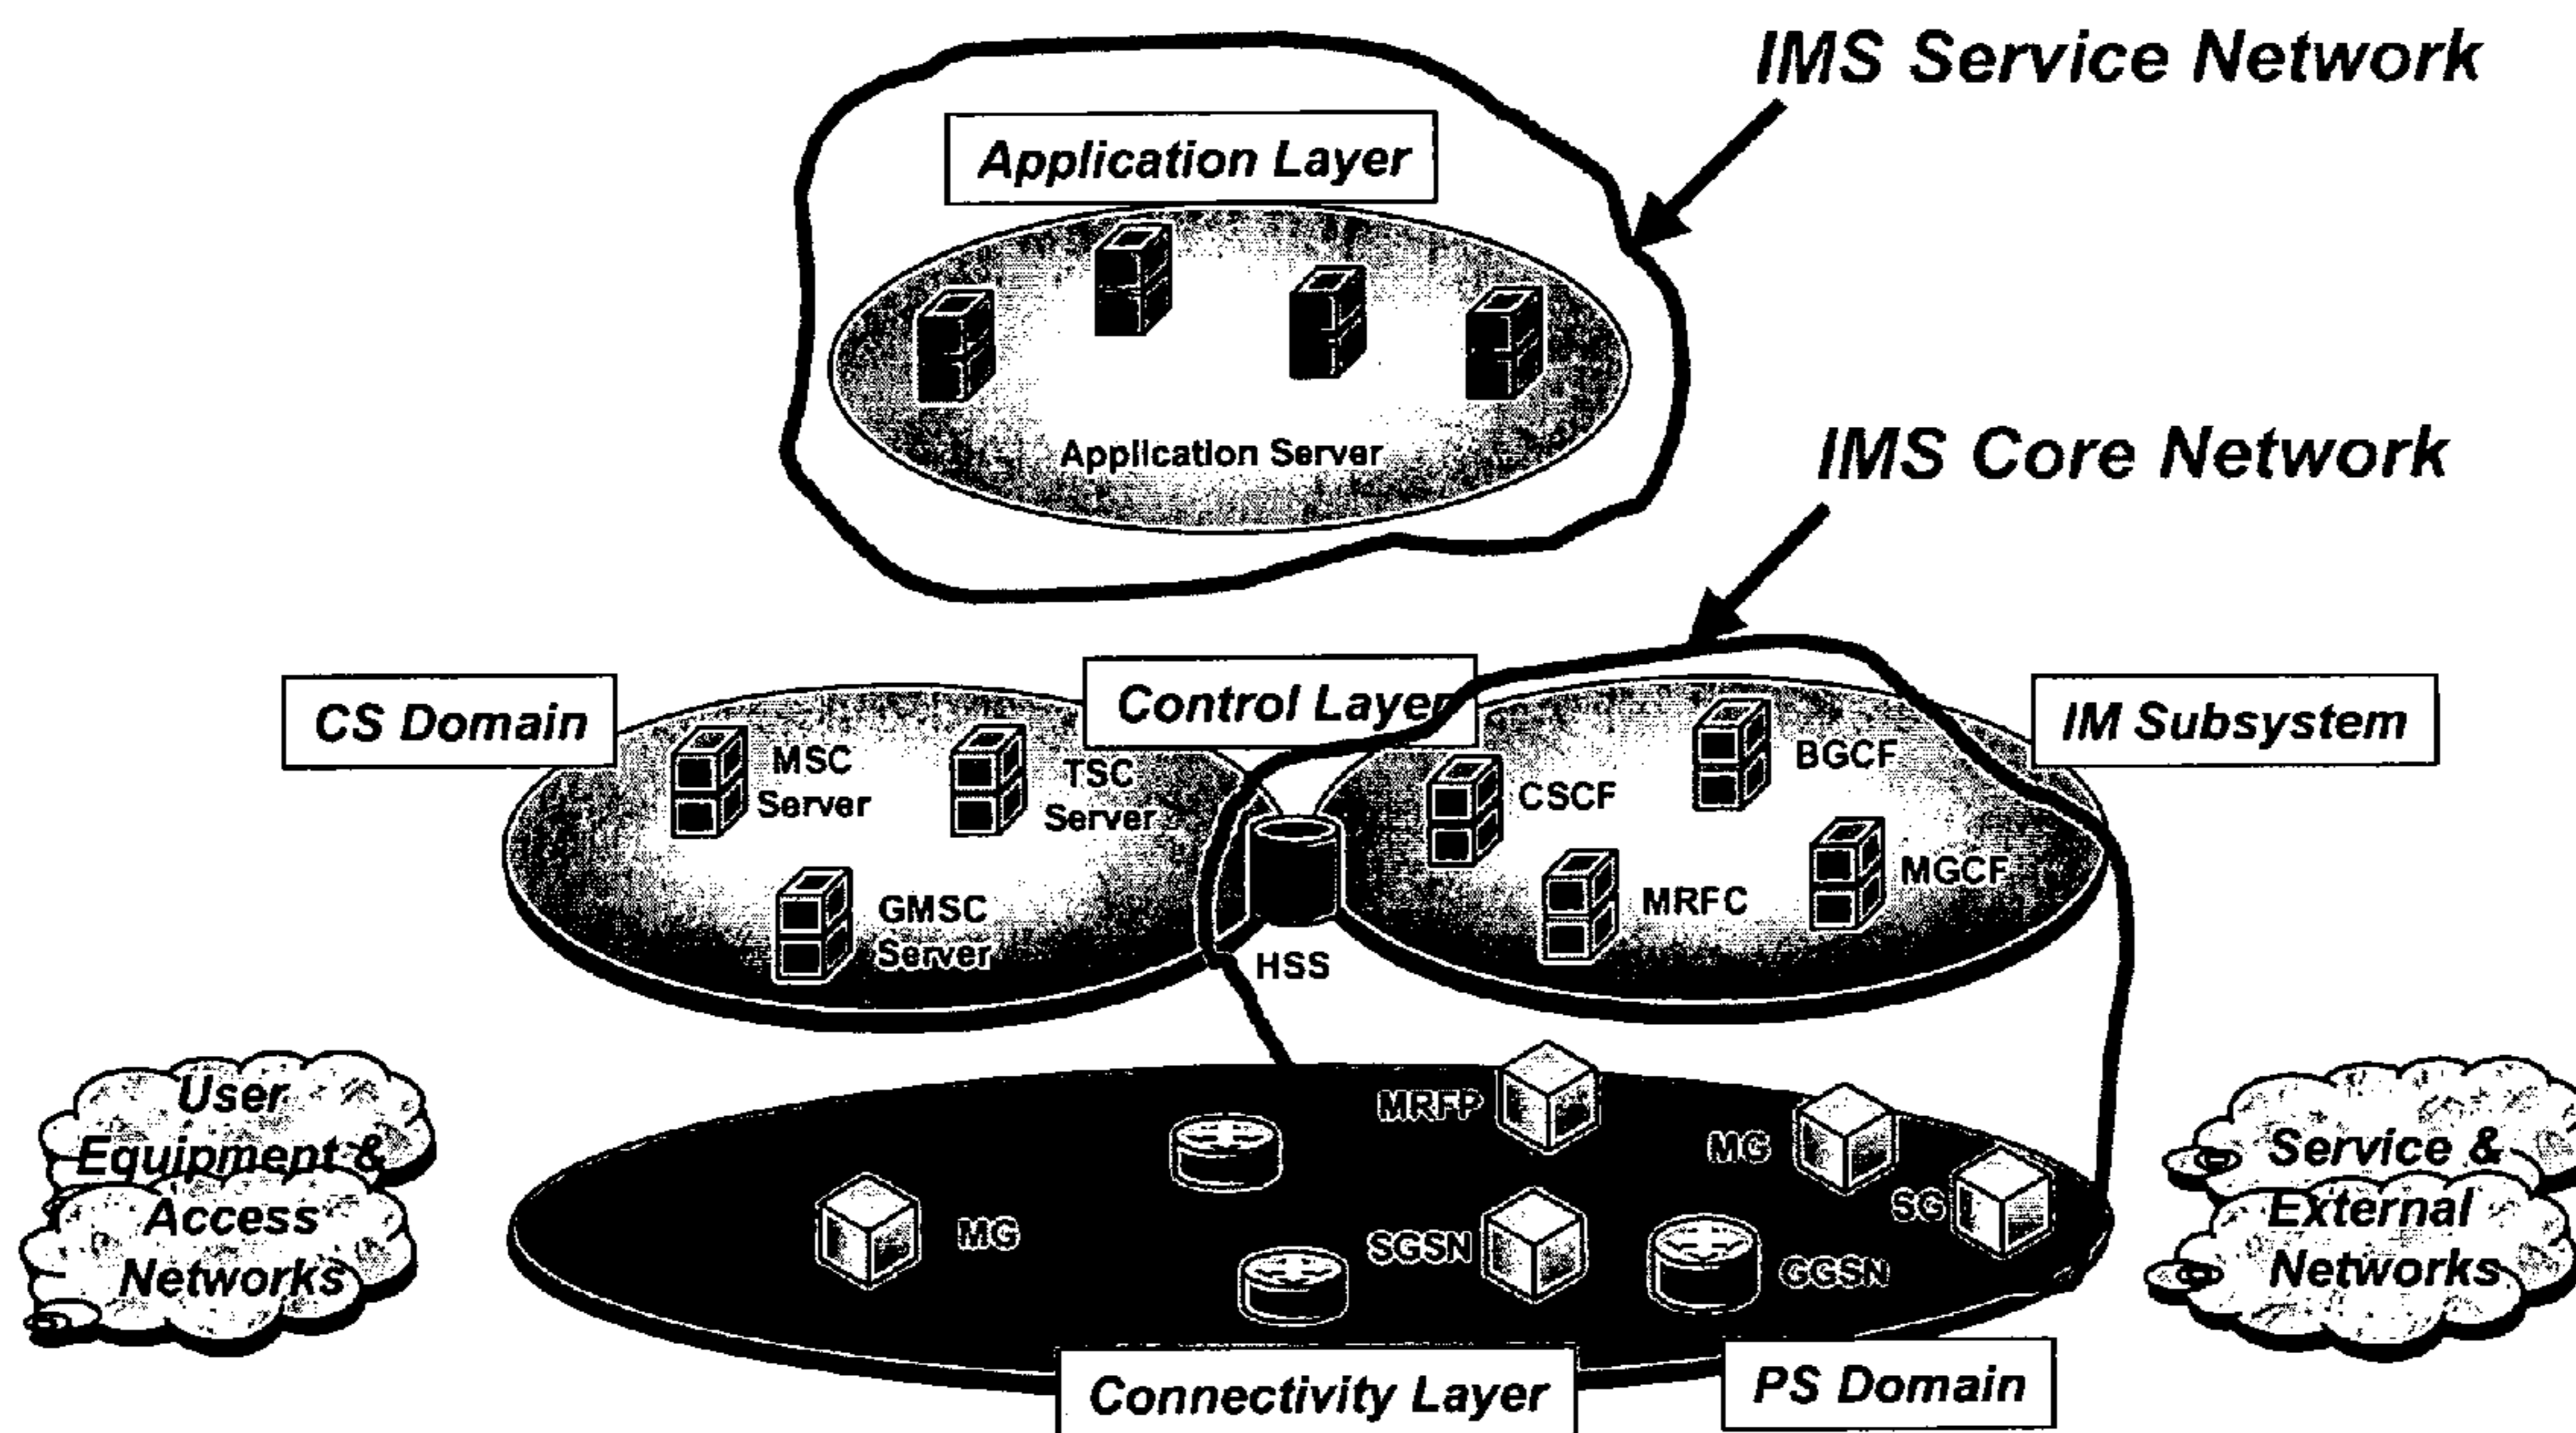 IMS Service Network
Application Layer
Application Server
IMS Core Network
CS Domain
Control Layer
IM Subsystem
MSC
Server
TSC
Server
GMSC
Server
HSS
CSCF
BGCF
MRFC
MGCF
User
Equipment &
Access
Networks
MRFP
MG
SG
MG
SGSN
GGSN
Service &
External
Networks
Connectivity Layer
PS Domain